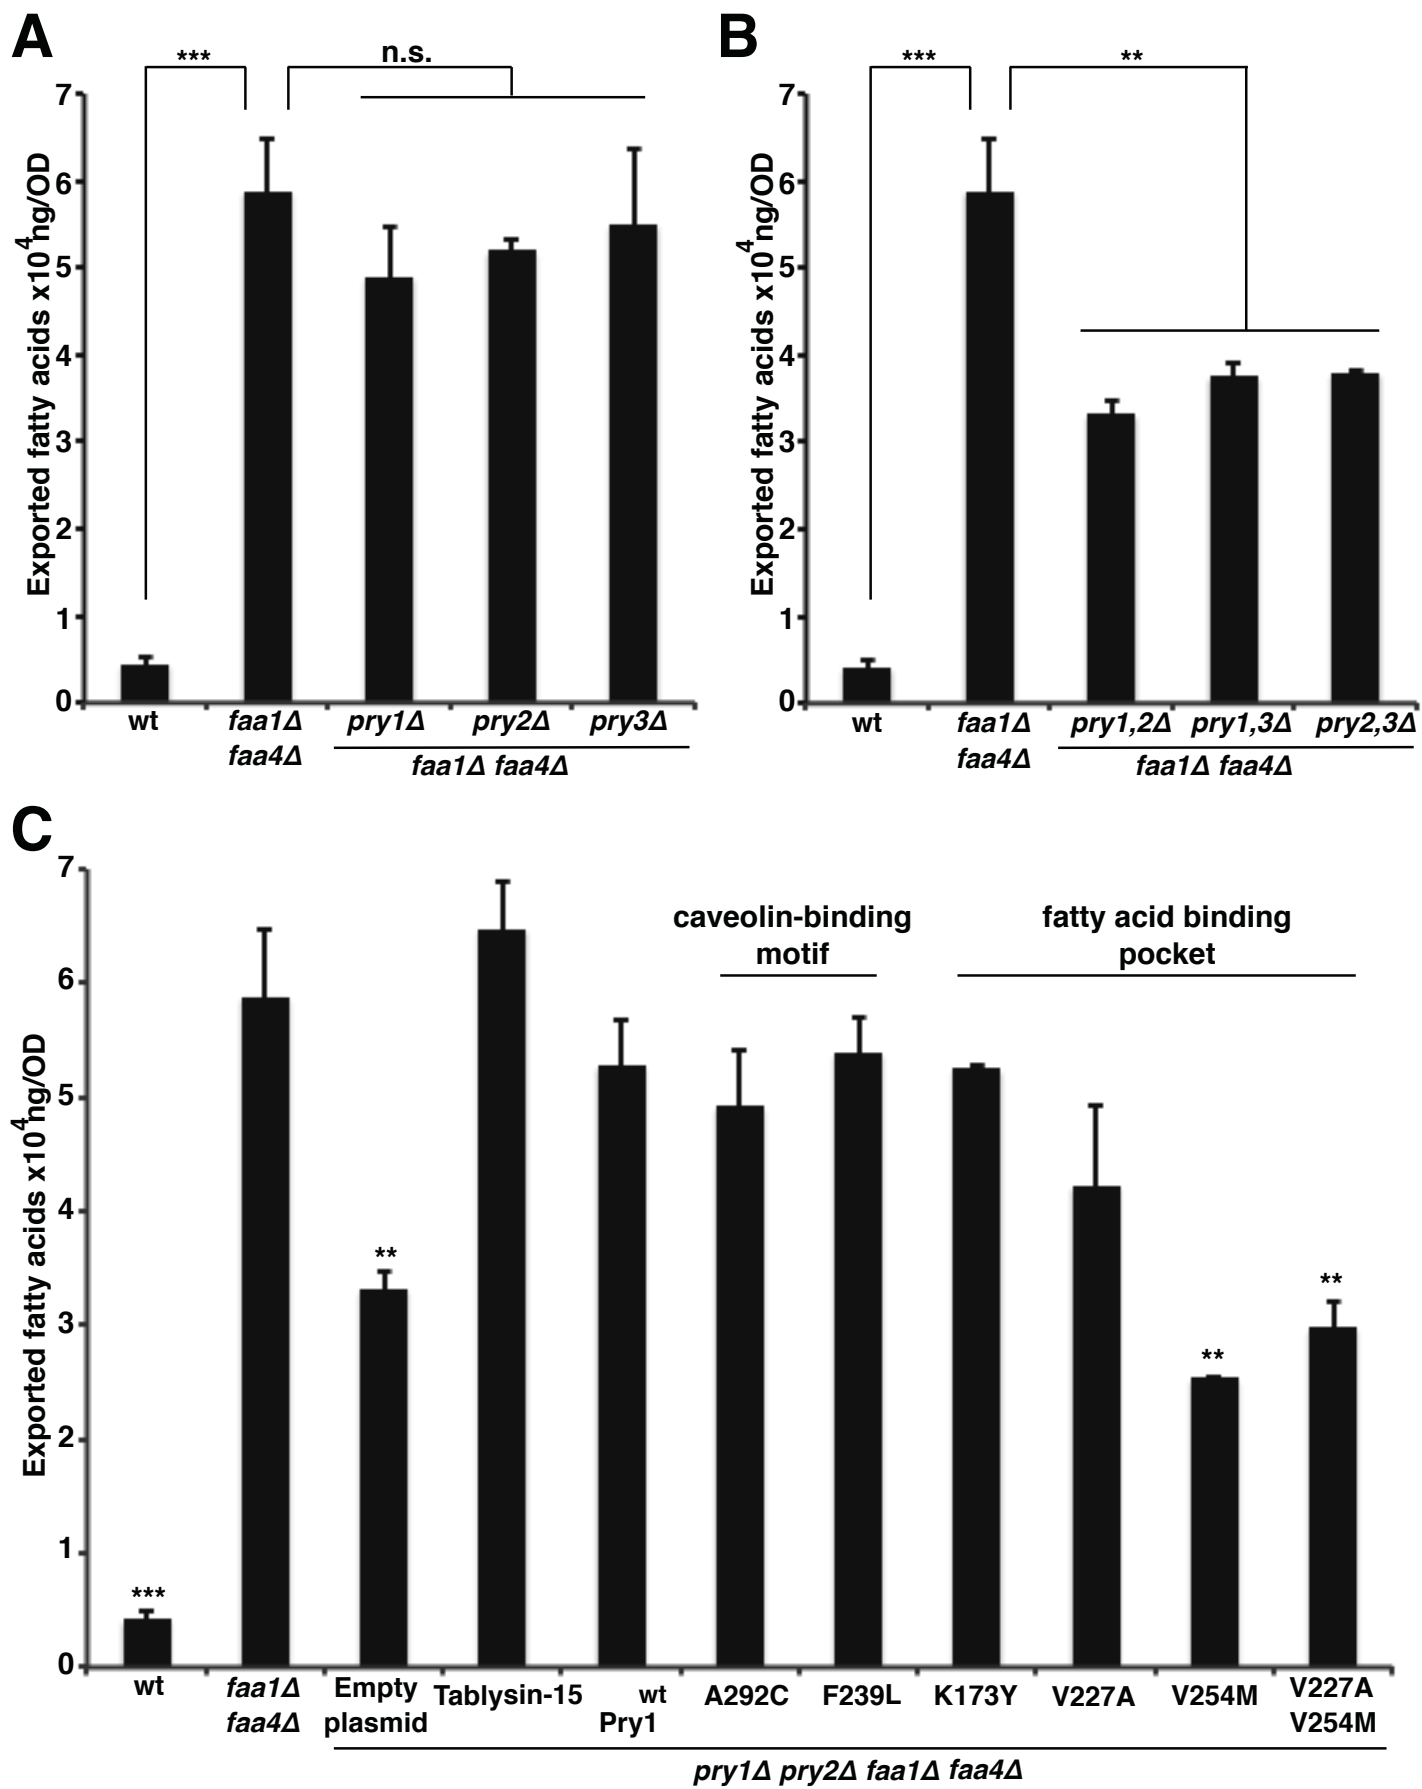 A
*** n.s.
Exported fatty acids x10⁴ng/OD
7
6
5
4
3
2
1
0
wt faa1Δ pry1Δ pry2Δ pry3Δ
faa4Δ faa1Δ faa4Δ
B
*** **
Exported fatty acids x10⁴ng/OD
7
6
5
4
3
2
1
0
wt faa1Δ pry1,2Δ pry1,3Δ pry2,3Δ
faa4Δ faa1Δ faa4Δ
C
Exported fatty acids x10⁴ng/OD
7
6
5
4
3
2
1
0
caveolin-binding
motif
fatty acid binding
pocket
*** ** ** **
wt faa1Δ Empty Tablysin-15 wt A292C F239L K173Y V227A V254M V227A
faa4Δ plasmid Pry1 V254M
pry1Δ pry2Δ faa1Δ faa4Δ